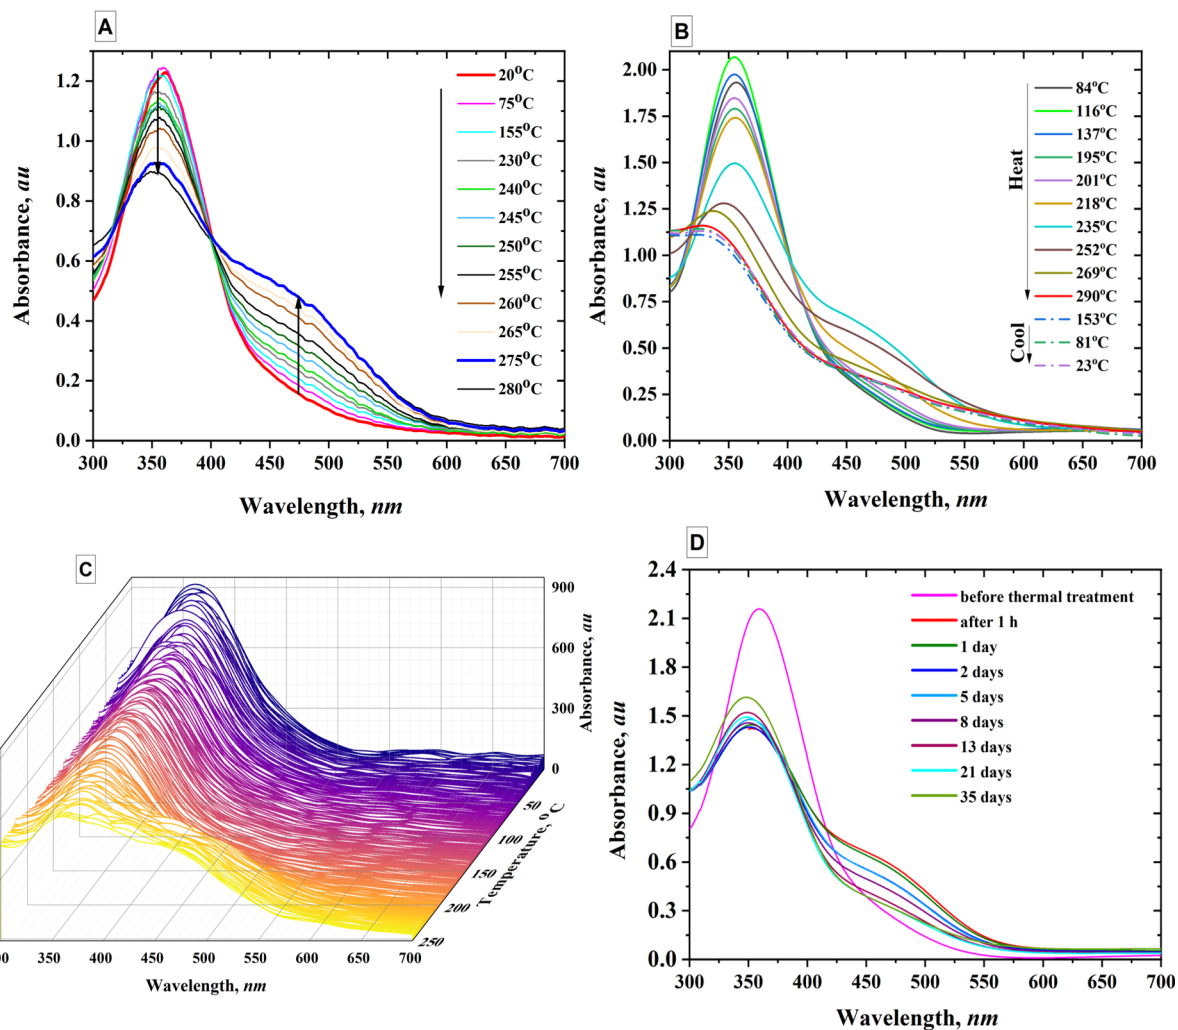 A
Absorbance, au
1.2
1.0
0.8
0.6
0.4
0.2
0.0
300 350 400 450 500 550 600 650 700
Wavelength, nm
20°C
75°C
155°C
230°C
240°C
245°C
250°C
255°C
260°C
265°C
275°C
280°C
B
Absorbance, au
2.00
1.75
1.50
1.25
1.00
0.75
0.50
0.25
0.00
300 350 400 450 500 550 600 650 700
Wavelength, nm
Heat
84°C
116°C
137°C
195°C
201°C
218°C
235°C
252°C
269°C
290°C
Cool
153°C
81°C
23°C
C
900
600
300
0
Absorbance, au
50
100
150
200
250
Temperature, o C
00 350 400 450 500 550 600 650 700
Wavelength, nm
D
Absorbance, au
2.4
2.1
1.8
1.5
1.2
0.9
0.6
0.3
0.0
300 350 400 450 500 550 600 650 700
Wavelength, nm
before thermal treatment
after 1 h
1 day
2 days
5 days
8 days
13 days
21 days
35 days